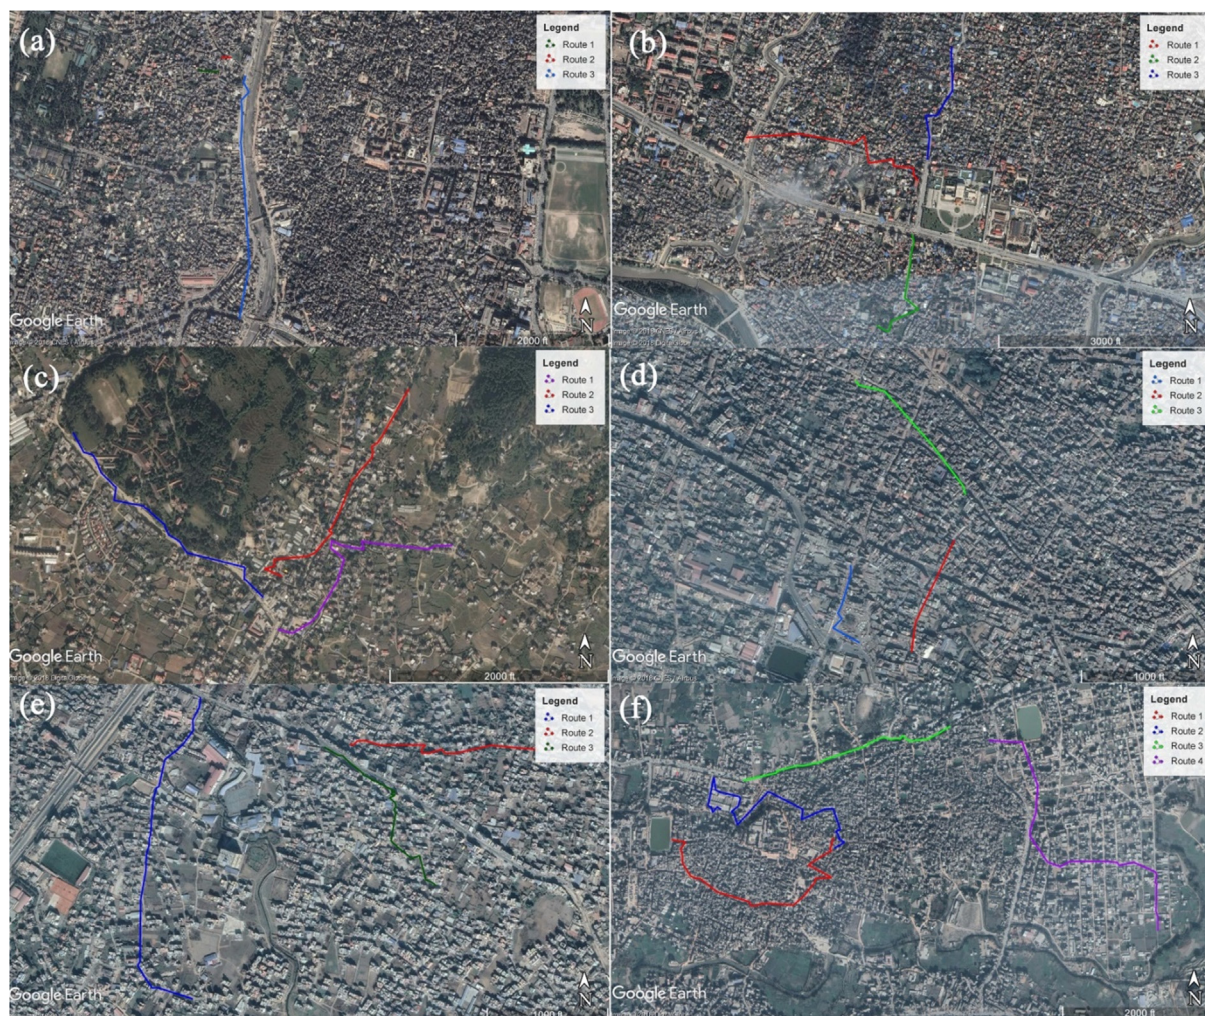 (a)
Legend
Route 1
Route 2
Route 3
Google Earth
2000 ft
N
(b)
Legend
Route 1
Route 2
Route 3
Google Earth
3000 ft
N
(c)
Legend
Route 1
Route 2
Route 3
Google Earth
2000 ft
N
(d)
Legend
Route 1
Route 2
Route 3
Google Earth
1000 ft
N
(e)
Legend
Route 1
Route 2
Route 3
Google Earth
1000 ft
N
(f)
Legend
Route 1
Route 2
Route 3
Route 4
Google Earth
2000 ft
N